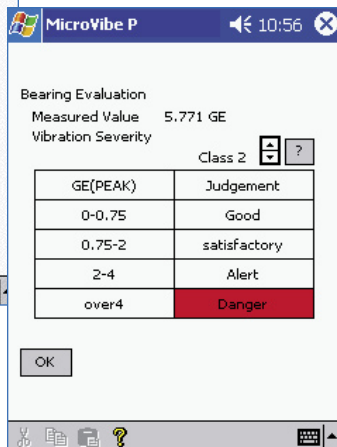 MicroVibe P 10:56
Bearing Evaluation
Measured Value 5.771 GE
Vibration Severity
Class 2 ?
GE(PEAK) Judgement
0-0.75 Good
0.75-2 satisfactory
2-4 Alert
over4 Danger
OK
?